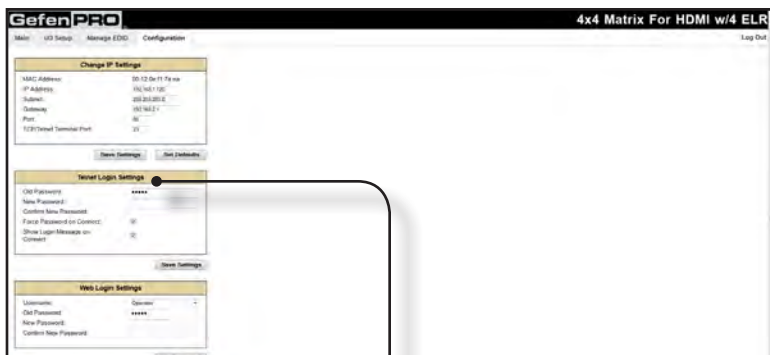 GefenPRO
4x4 Matrix For HDMI w/4 ELR
Main I/O Setup Manage EDID Configuration
Log Out
Change IP Settings
MAC Address:
IP Address:
Subnet:
Gateway:
Port: 80
TCP/Telnet Terminal Port: 23
Save Settings Set Defaults
Telnet Login Settings
Old Password: •••••
New Password:
Confirm New Password:
Force Password on Connect:
Show Login Message on
Connect:
Save Settings
Web Login Settings
Username: Operator
Old Password: •••••
New Password:
Confirm New Password: